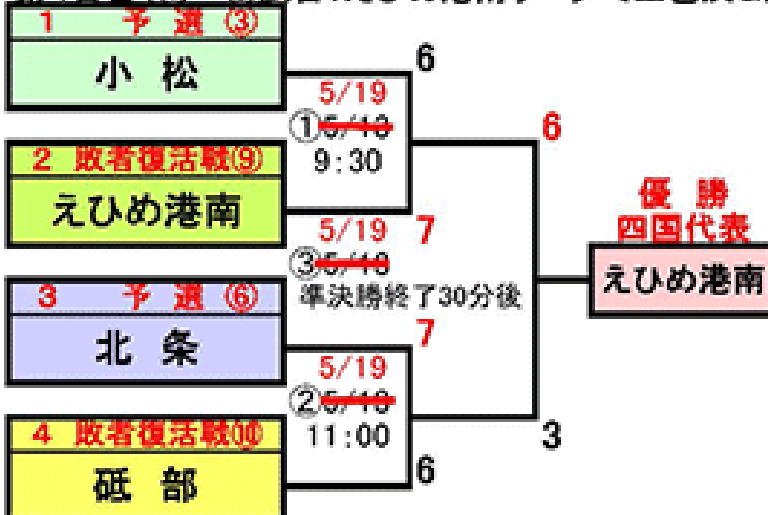 1 予 選 ③
小 松
6
5/19
①5/13
9:30
6
2 敗者復活戦⑨
えひめ港南
7
5/19
③5/13
準決勝終了30分後
優 勝
四国代表
えひめ港南
3 予 選 ⑥
北 条
7
5/19
②5/13
11:00
3
4 敗者復活戦⑩
砥 部
6